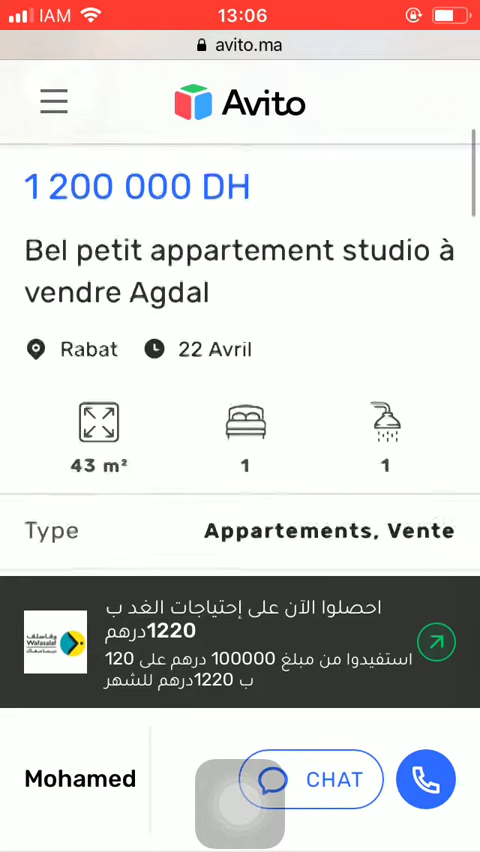 IAM 13:06
avito.ma
Avito
1 200 000 DH
Bel petit appartement studio à
vendre Agdal
Rabat 22 Avril
43 m² 1 1
Type Appartements, Vente
احصلوا الآن على إحتياجات الغد ب
1220درهم
استفيدوا من مبلغ 100000 درهم على 120
ب 1220درهم للشهر
وفاسلف
Wafasalaf
Mohamed CHAT